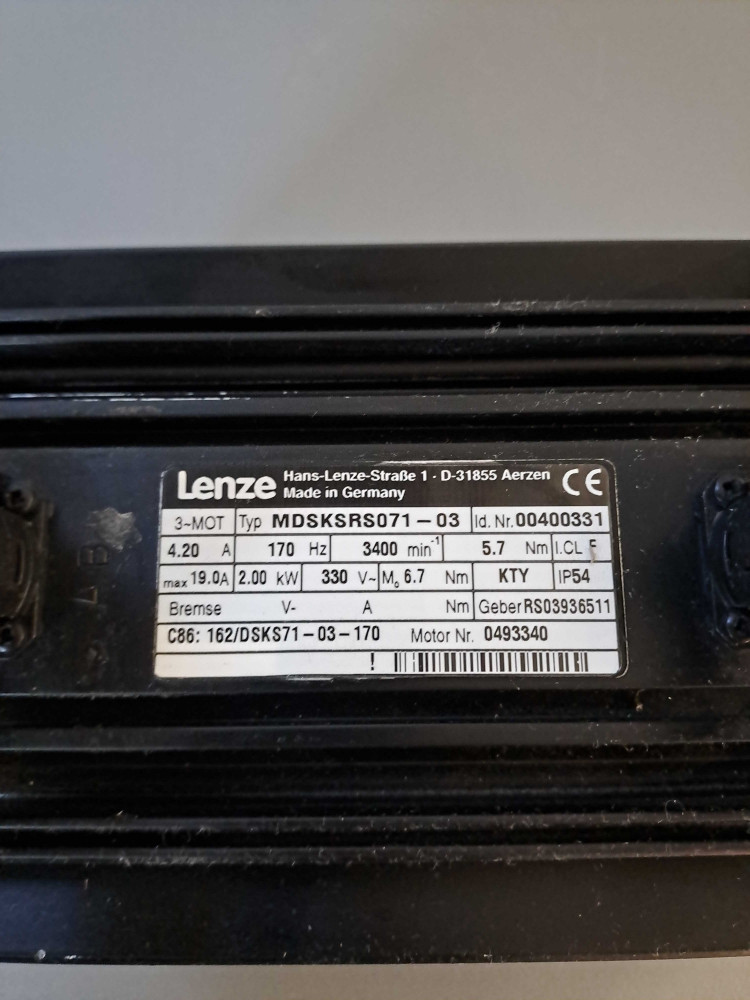 Lenze Hans-Lenze-Straße 1 · D-31855 Aerzen
Made in Germany CE
3~MOT Typ MDSKSRS071-03 Id. Nr. 00400331
4.20 A 170 Hz 3400 min⁻¹ 5.7 Nm I.CL F
max 19.0A 2.00 kW 330 V~ M₀ 6.7 Nm KTY IP54
Bremse V- A Nm Geber RS03936511
C86: 162/DSKS71-03-170 Motor Nr. 0493340
!